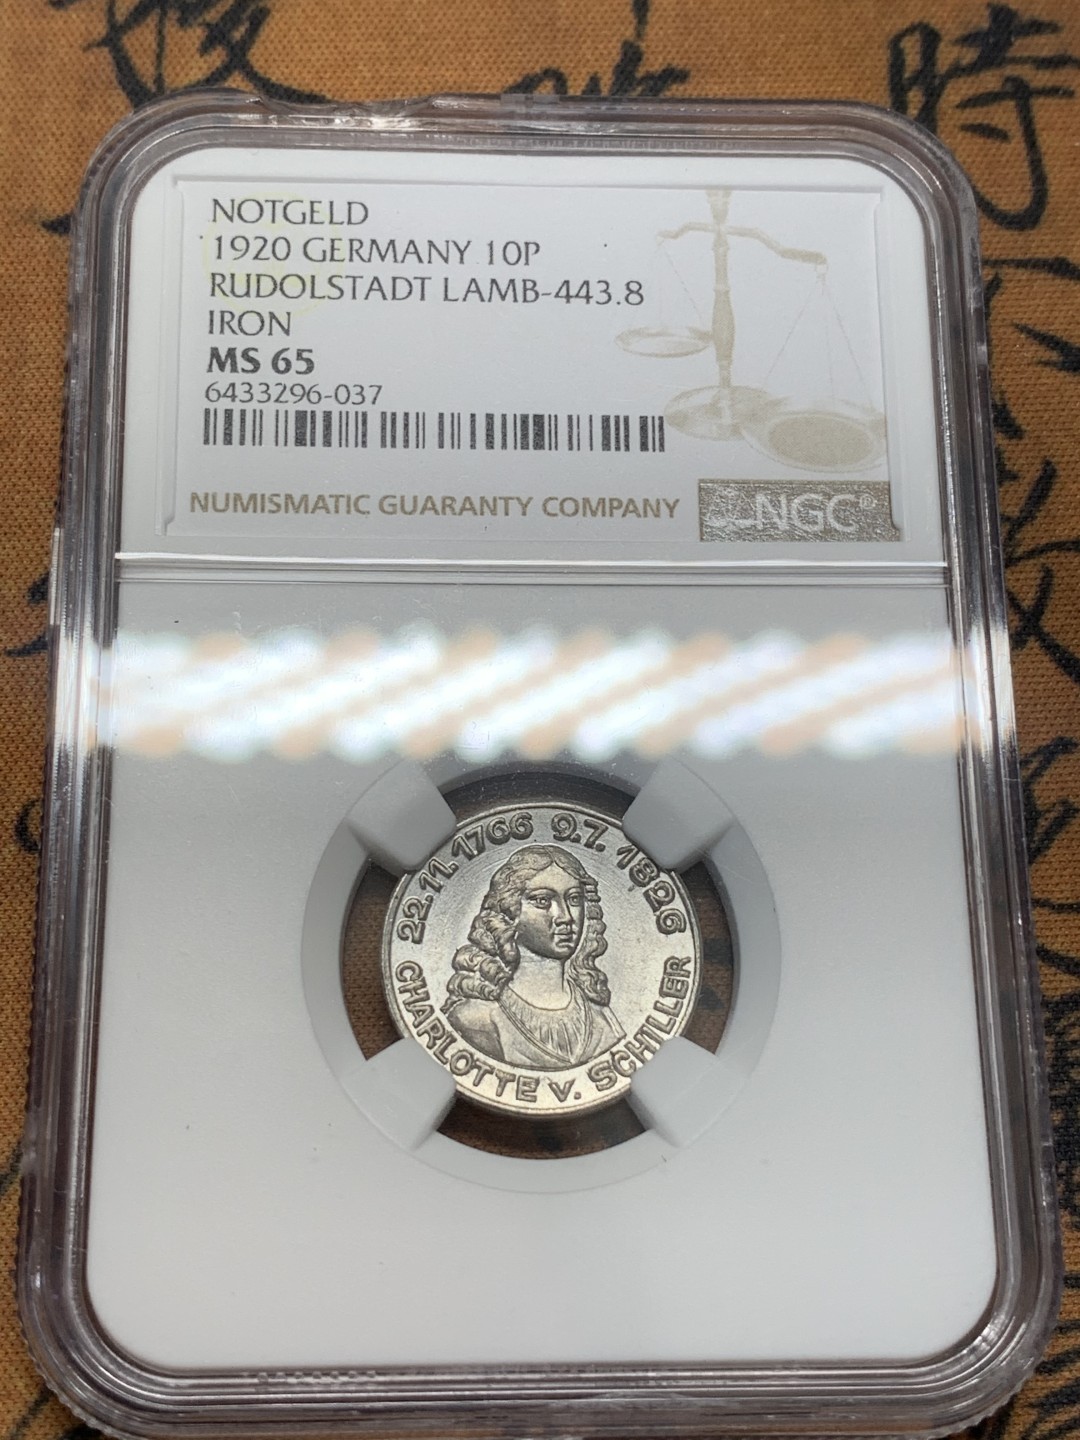 時
NOTGELD
1920 GERMANY 10P
RUDOLSTADT LAMB-443.8
IRON
MS 65
6433296-037
NUMISMATIC GUARANTY COMPANY NGC®
22.11.1766 9.7.1826
CHARLOTTE v. SCHILLER